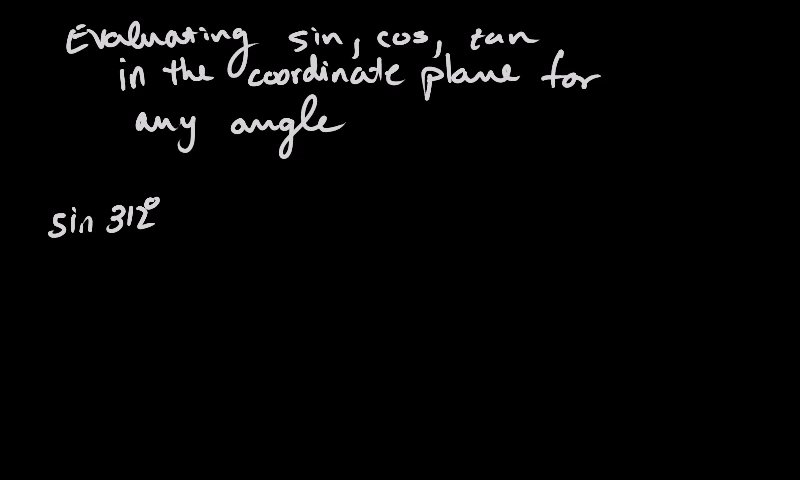 Evaluating sin, cos, tan
in the coordinate plane for
any angle
sin 312°